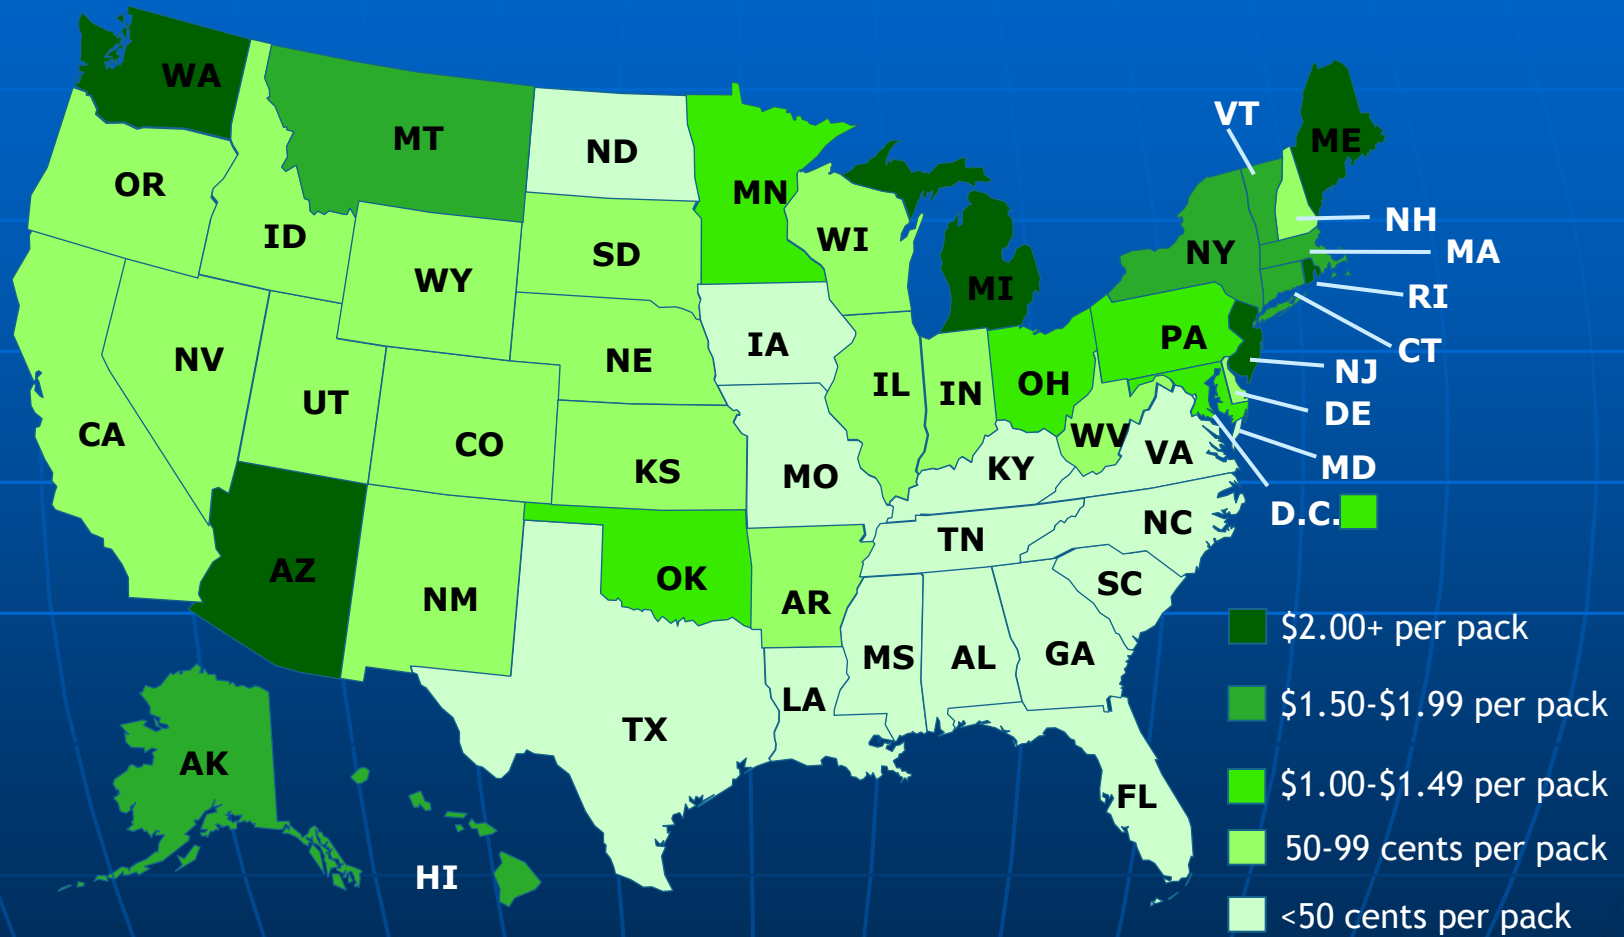 WA
MT
ND
MN
OR
ID
SD
WI
WY
MI
VT
ME
NH
NY
MA
RI
CT
PA
NJ
DE
MD
D.C.
NV
UT
CA
CO
NE
IA
IL
IN
OH
WV
VA
KS
MO
KY
AZ
NM
OK
AR
TN
NC
SC
TX
LA
MS
AL
GA
FL
AK
HI
$2.00+ per pack
$1.50-$1.99 per pack
$1.00-$1.49 per pack
50-99 cents per pack
<50 cents per pack